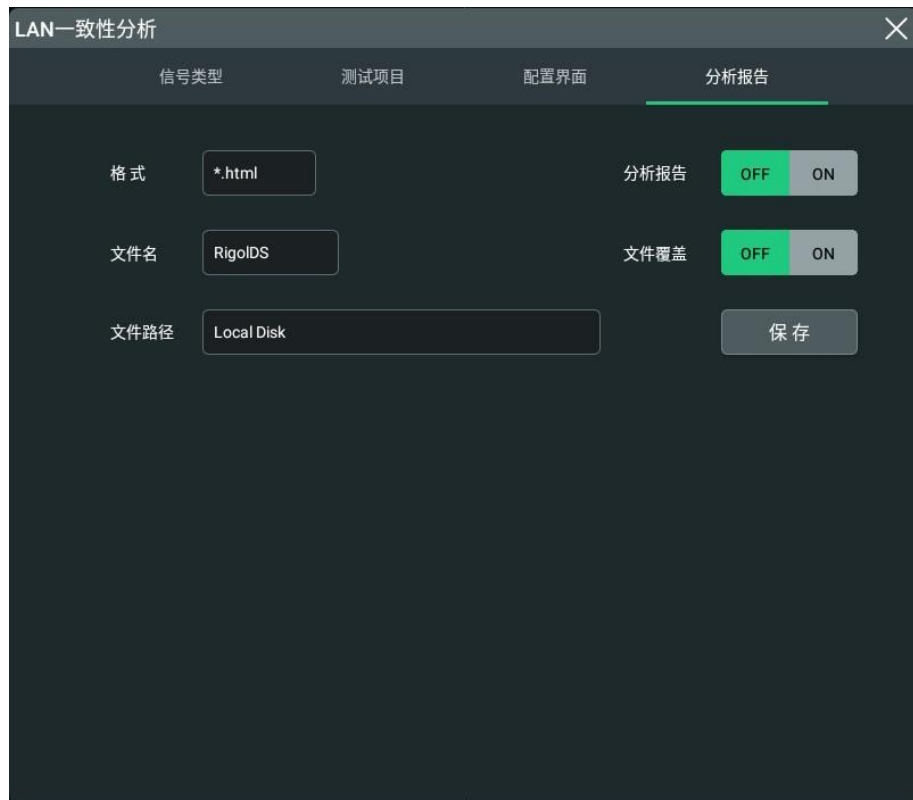 LAN一致性分析
信号类型 测试项目 配置界面 分析报告
格式 *.html 分析报告 OFF ON
文件名 RigolDS 文件覆盖 OFF ON
文件路径 Local Disk 保存